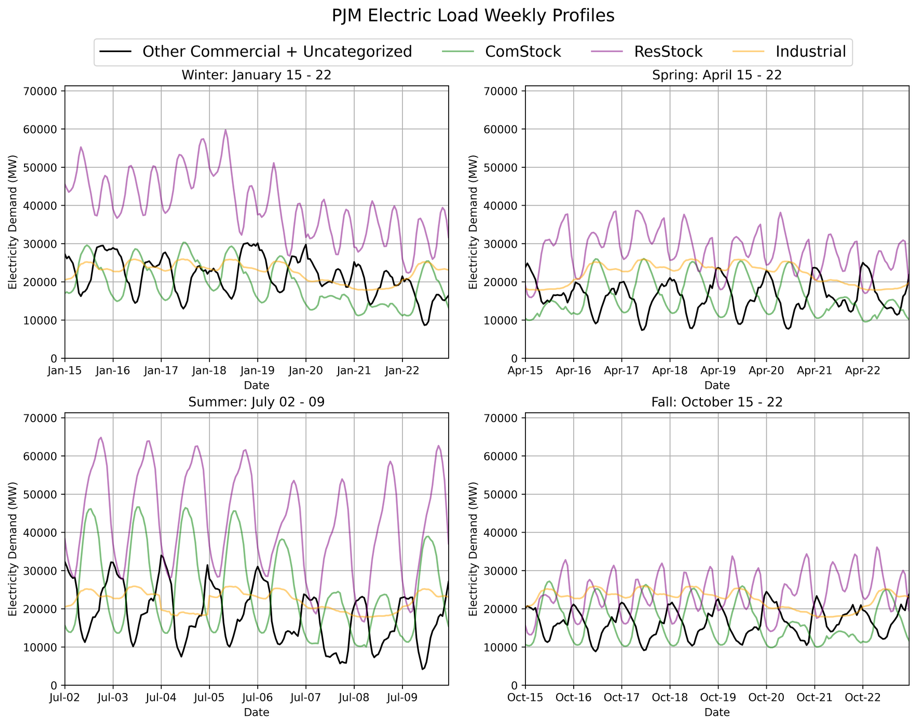 PJM Electric Load Weekly Profiles
Other Commercial + Uncategorized ComStock ResStock Industrial
Winter: January 15 - 22
70000
60000
50000
40000
30000
20000
10000
0
Electricity Demand (MW)
Jan-15 Jan-16 Jan-17 Jan-18 Jan-19 Jan-20 Jan-21 Jan-22
Date
Spring: April 15 - 22
70000
60000
50000
40000
30000
20000
10000
0
Electricity Demand (MW)
Apr-15 Apr-16 Apr-17 Apr-18 Apr-19 Apr-20 Apr-21 Apr-22
Date
Summer: July 02 - 09
70000
60000
50000
40000
30000
20000
10000
0
Electricity Demand (MW)
Jul-02 Jul-03 Jul-04 Jul-05 Jul-06 Jul-07 Jul-08 Jul-09
Date
Fall: October 15 - 22
70000
60000
50000
40000
30000
20000
10000
0
Electricity Demand (MW)
Oct-15 Oct-16 Oct-17 Oct-18 Oct-19 Oct-20 Oct-21 Oct-22
Date